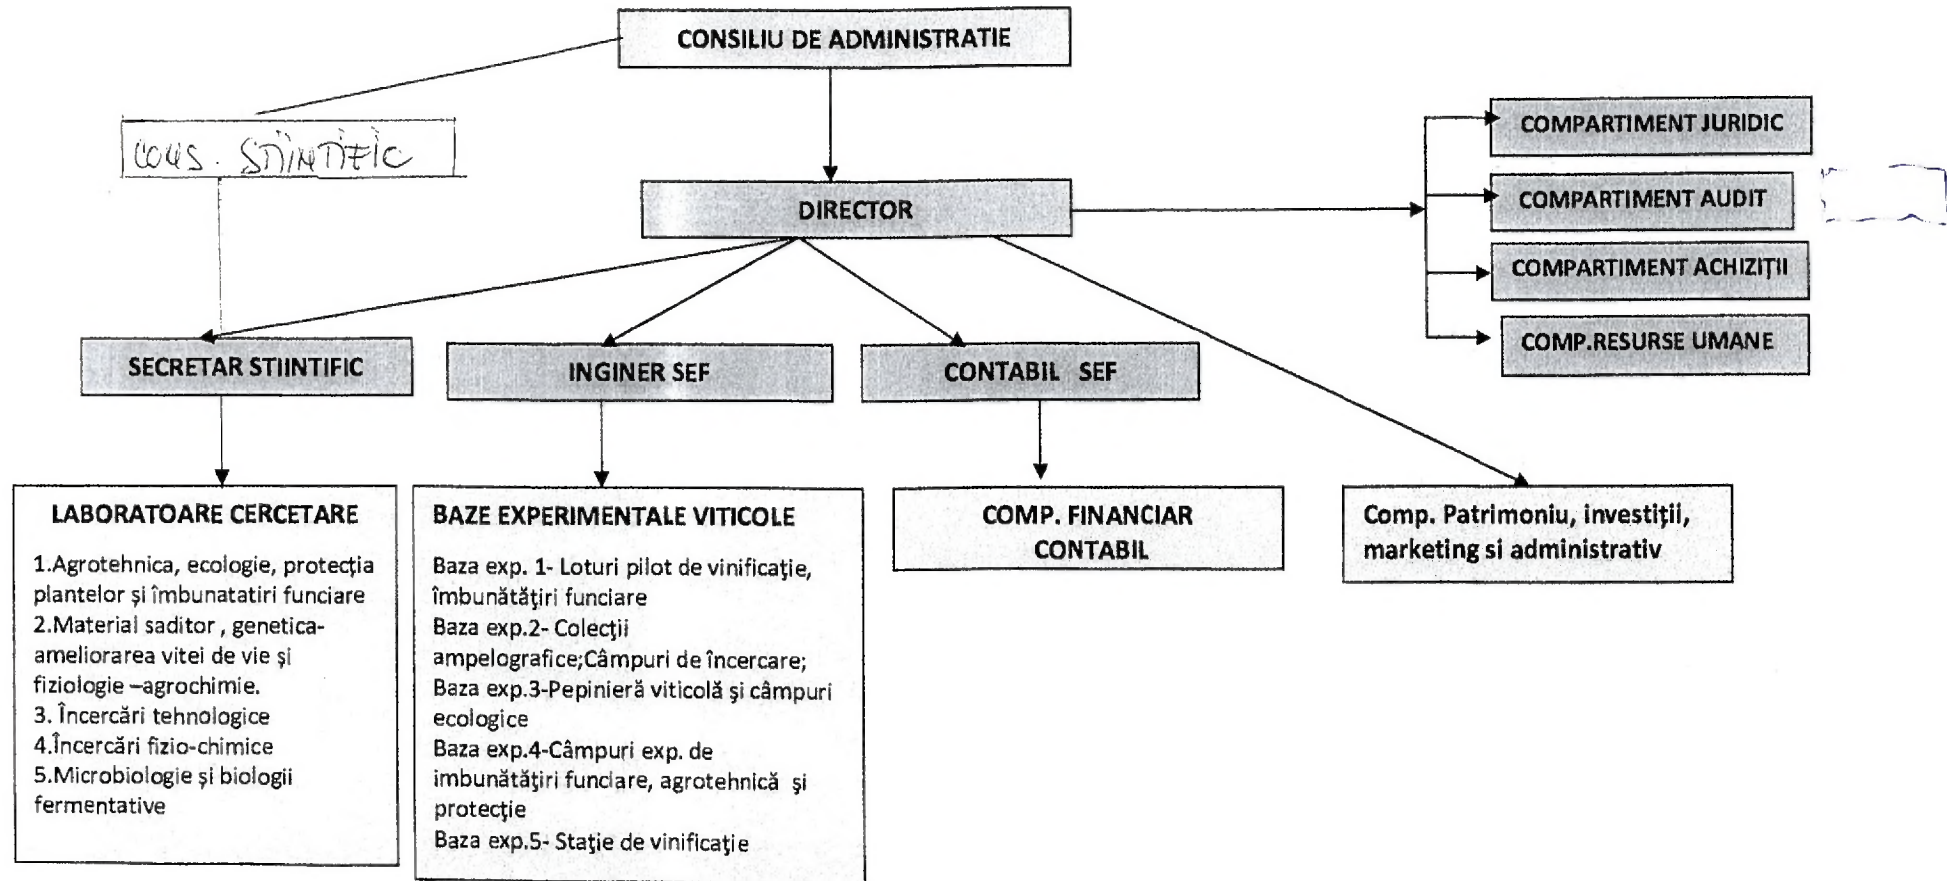 CONSILIU DE ADMINISTRATIE
CONS. STIINTIFIC
COMPARTIMENT JURIDIC
COMPARTIMENT AUDIT
DIRECTOR
COMPARTIMENT ACHIZIȚII
COMP.RESURSE UMANE
SECRETAR STIINTIFIC
INGINER SEF
CONTABIL SEF
LABORATOARE CERCETARE
1.Agrotehnica, ecologie, protecția
plantelor și îmbunatatiri funciare
2.Material saditor , genetica-
ameliorarea vitei de vie și
fiziologie –agrochimie.
3. Încercări tehnologice
4.Încercări fizio-chimice
5.Microbiologie și biologii
fermentative
BAZE EXPERIMENTALE VITICOLE
Baza exp. 1- Loturi pilot de vinificație,
îmbunătățiri funciare
Baza exp.2- Colecții
ampelografice;Câmpuri de încercare;
Baza exp.3-Pepinieră viticolă și câmpuri
ecologice
Baza exp.4-Câmpuri exp. de
imbunătățiri funciare, agrotehnică și
protecție
Baza exp.5- Stație de vinificație
COMP. FINANCIAR
CONTABIL
Comp. Patrimoniu, investiții,
marketing si administrativ